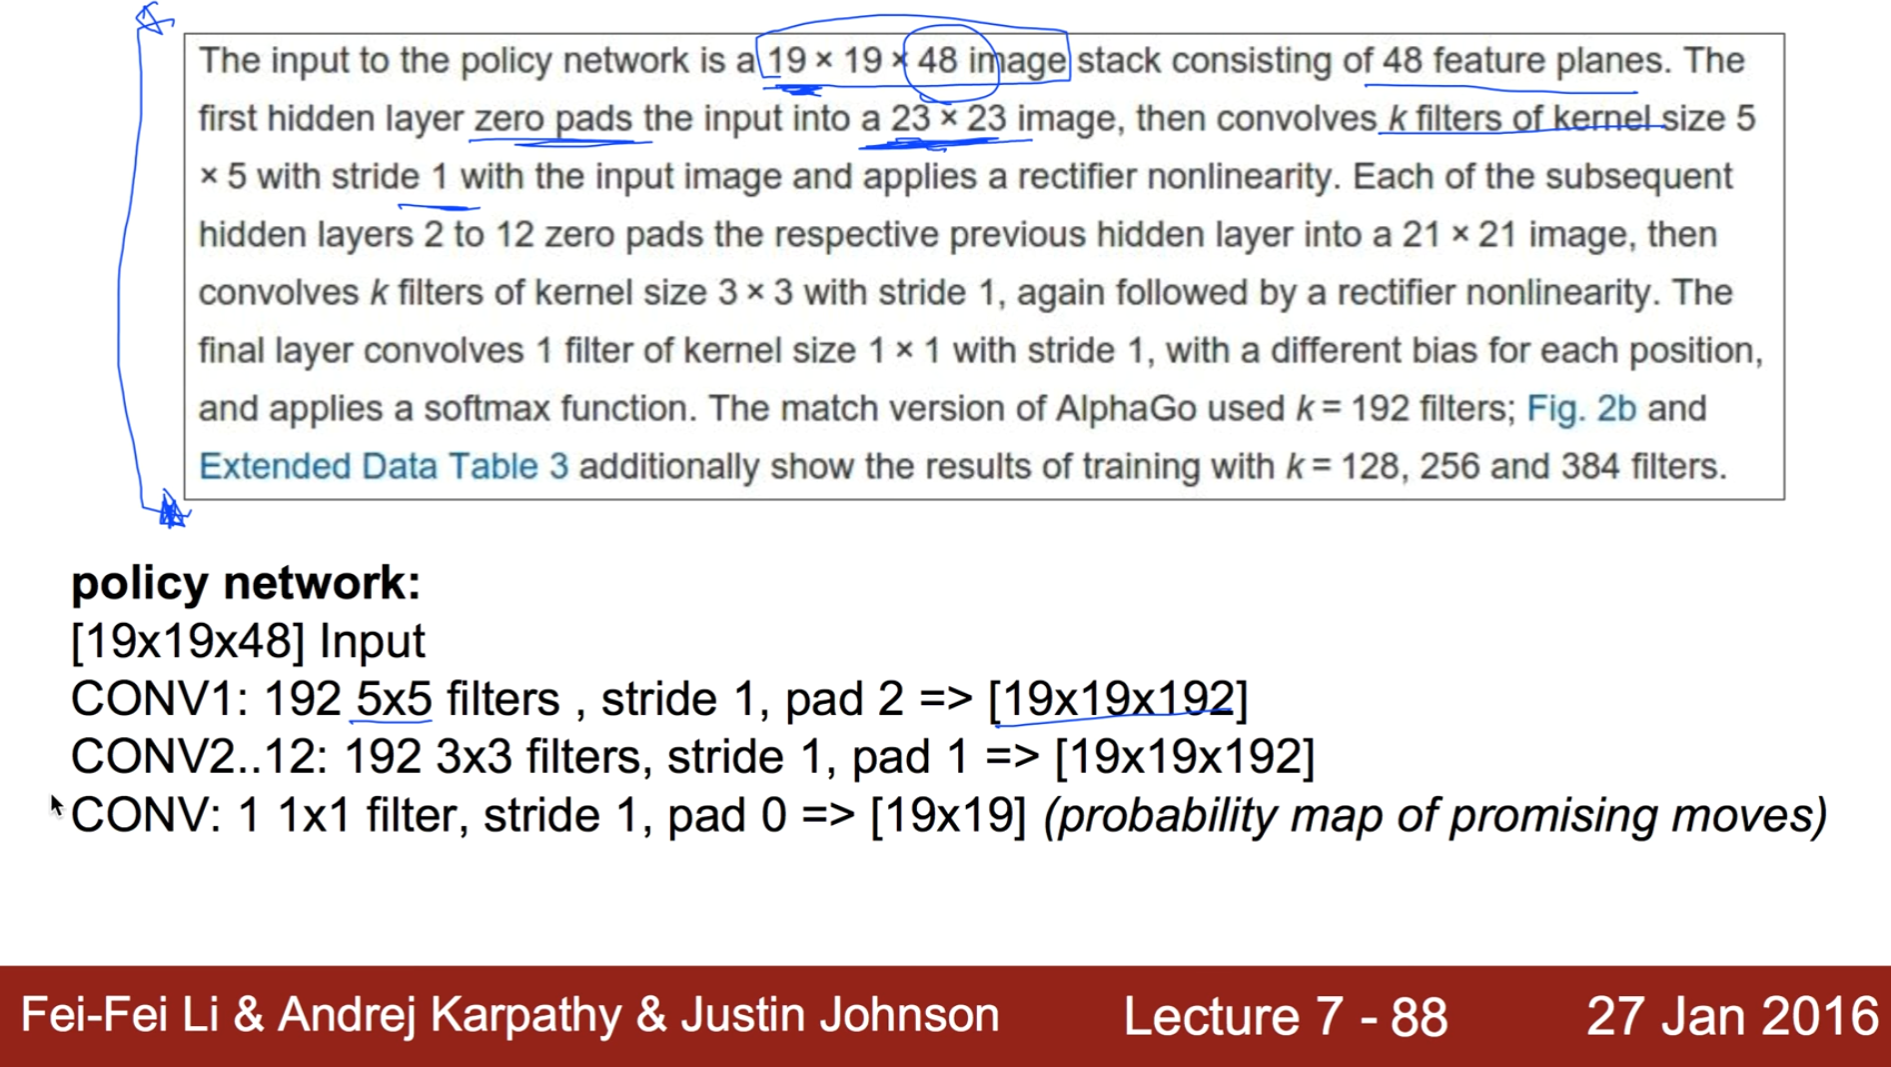 The input to the policy network is a 19 × 19 × 48 image stack consisting of 48 feature planes. The
first hidden layer zero pads the input into a 23 × 23 image, then convolves k filters of kernel size 5
× 5 with stride 1 with the input image and applies a rectifier nonlinearity. Each of the subsequent
hidden layers 2 to 12 zero pads the respective previous hidden layer into a 21 × 21 image, then
convolves k filters of kernel size 3 × 3 with stride 1, again followed by a rectifier nonlinearity. The
final layer convolves 1 filter of kernel size 1 × 1 with stride 1, with a different bias for each position,
and applies a softmax function. The match version of AlphaGo used k = 192 filters; Fig. 2b and
Extended Data Table 3 additionally show the results of training with k = 128, 256 and 384 filters.
policy network:
[19x19x48] Input
CONV1: 192 5x5 filters , stride 1, pad 2 => [19x19x192]
CONV2..12: 192 3x3 filters, stride 1, pad 1 => [19x19x192]
CONV: 1 1x1 filter, stride 1, pad 0 => [19x19] (probability map of promising moves)
Fei-Fei Li & Andrej Karpathy & Justin Johnson Lecture 7 - 88 27 Jan 2016